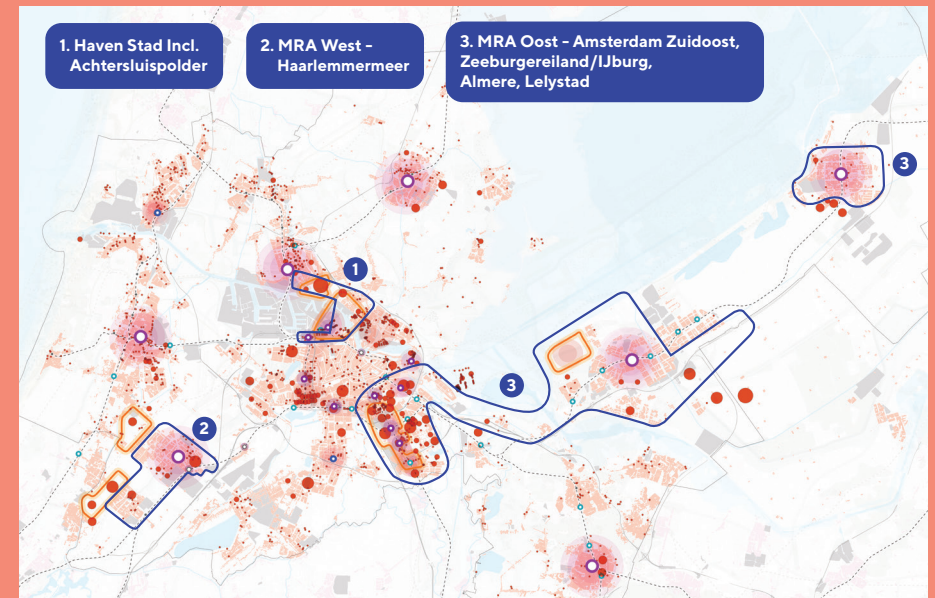 1. Haven Stad Incl.
Achtersluispolder
2. MRA West -
Haarlemmermeer
3. MRA Oost - Amsterdam Zuidoost,
Zeeburgereiland/IJburg,
Almere, Lelystad
3
1
3
2